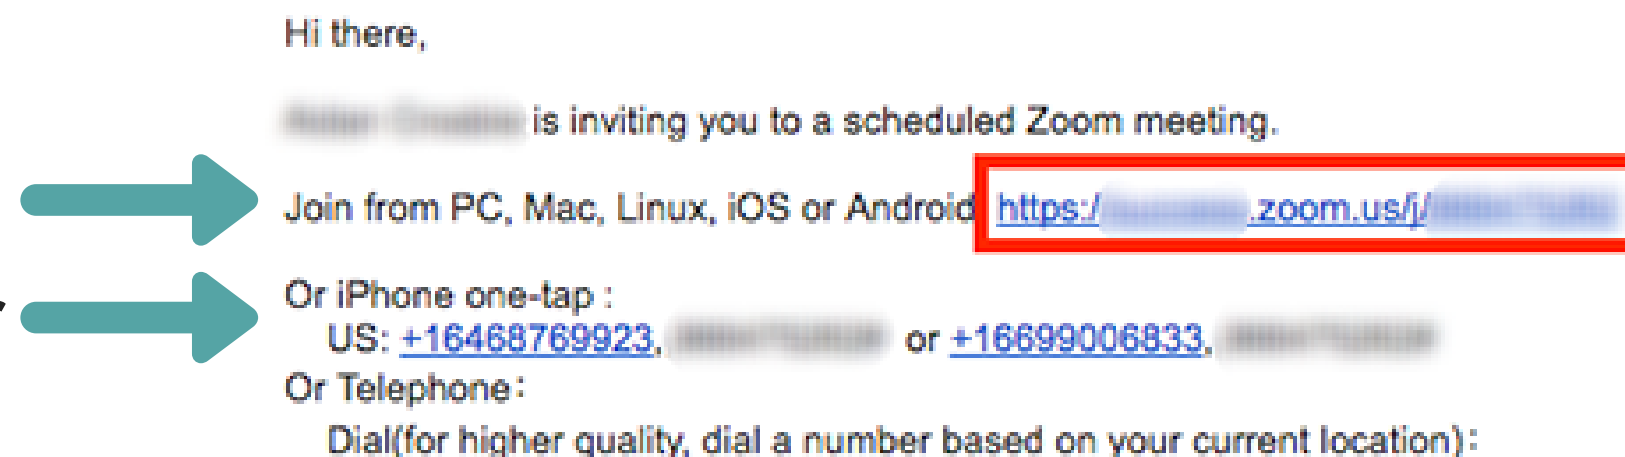 Hi there,
is inviting you to a scheduled Zoom meeting.
Join from PC, Mac, Linux, iOS or Android https:/ .zoom.us/j/
Or iPhone one-tap :
US: +16468769923, or +16699006833,
Or Telephone:
Dial(for higher quality, dial a number based on your current location):